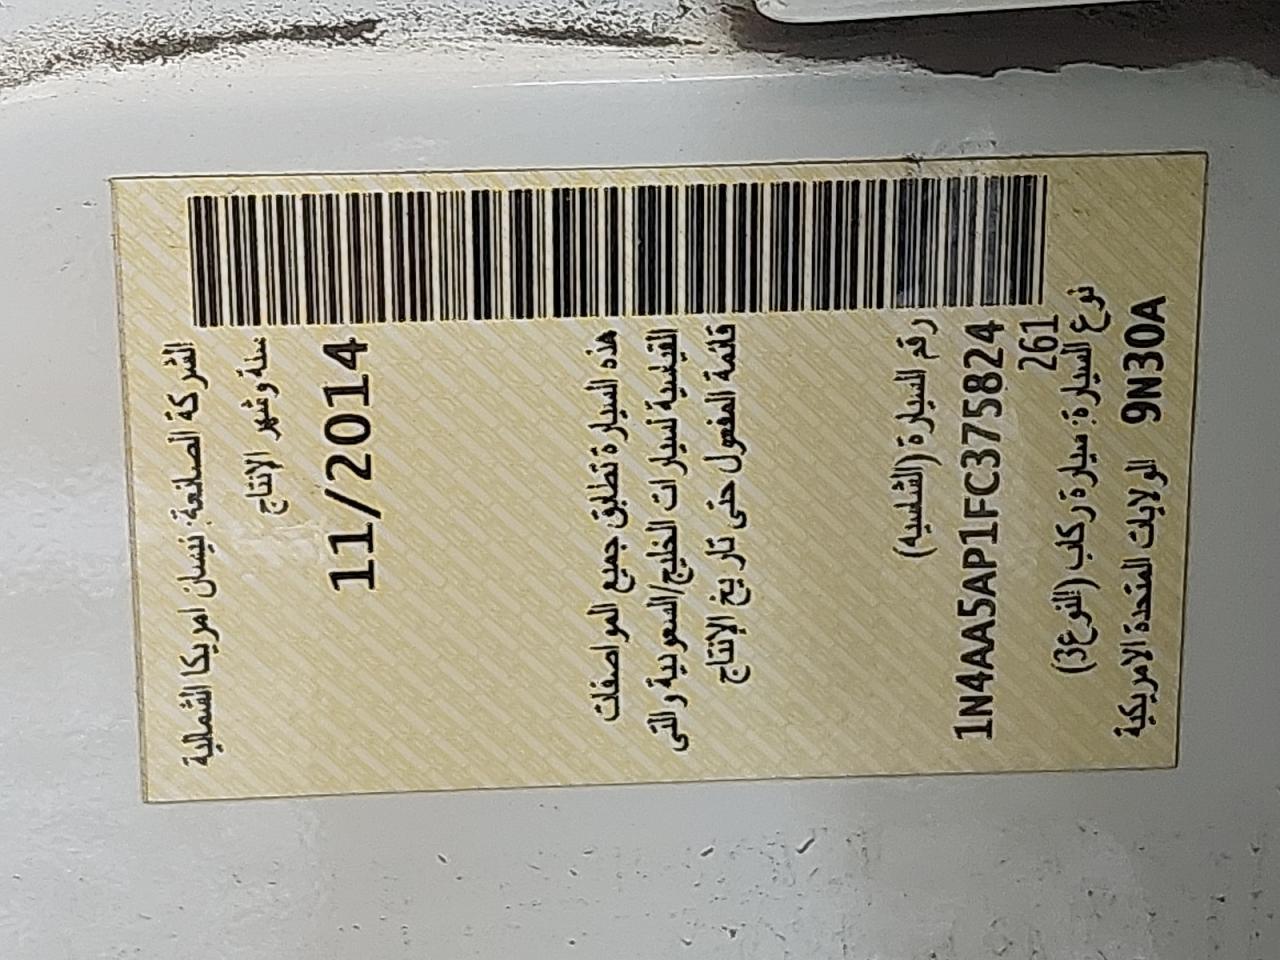 الشركة الصانعة: نيسان امريكا الشمالية
سنة وشهر الإنتاج
11/2014
هذه السيارة تطابق جميع المواصفات
القياسية لسيارات الخليج/السعودية والتى
قائمة المفعول حتى تاريخ الإنتاج
رقم السيارة (الشاسيه)
1N4AA5AP1FC375824
261
نوع السيارة: سيارة ركاب (النوع3)
الولايات المتحدة الامريكية 9N30A